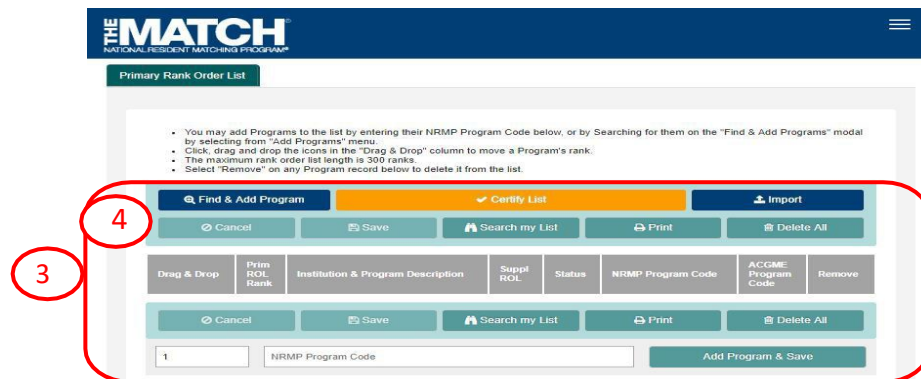 THE MATCH
NATIONAL RESIDENT MATCHING PROGRAM®
Primary Rank Order List
• You may add Programs to the list by entering their NRMP Program Code below, or by Searching for them on the "Find & Add Programs" modal
by selecting from "Add Programs" menu.
• Click, drag and drop the icons in the "Drag & Drop" column to move a Program's rank.
• The maximum rank order list length is 300 ranks.
• Select "Remove" on any Program record below to delete it from the list.
Find & Add Program Certify List Import
4
Cancel Save Search my List Print Delete All
3
Drag & Drop Prim ROL Rank Institution & Program Description Suppl ROL Status NRMP Program Code ACGME Program Code Remove
Cancel Save Search my List Print Delete All
1 NRMP Program Code Add Program & Save